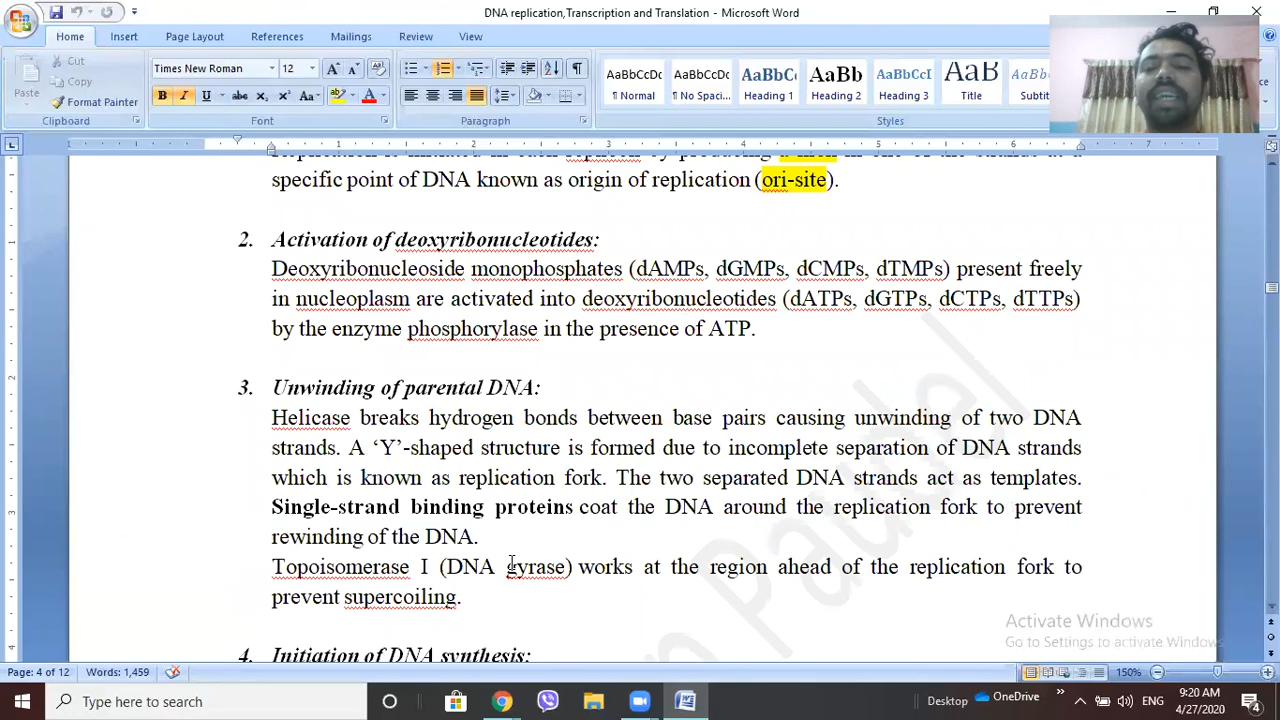 DNA replication,Transcription and Translation - Microsoft Word
Home Insert Page Layout References Mailings Review View
Cut
Copy
Format Painter
Paste
Times New Roman 12
AaBbCcDc AaBbCcDc AaBbC AaBb AaBbCcI AaB AaBbCcI
¶ Normal ¶ No Spaci... Heading 1 Heading 2 Heading 3 Title Subtit
Clipboard Font Paragraph Styles
specific point of DNA known as origin of replication (ori-site).
2. Activation of deoxyribonucleotides:
Deoxyribonucleoside monophosphates (dAMPs, dGMPs, dCMPs, dTMPs) present freely
in nucleoplasm are activated into deoxyribonucleotides (dATPs, dGTPs, dCTPs, dTTPs)
by the enzyme phosphorylase in the presence of ATP.
3. Unwinding of parental DNA:
Helicase breaks hydrogen bonds between base pairs causing unwinding of two DNA
strands. A ‘Y’-shaped structure is formed due to incomplete separation of DNA strands
which is known as replication fork. The two separated DNA strands act as templates.
Single-strand binding proteins coat the DNA around the replication fork to prevent
rewinding of the DNA.
Topoisomerase I (DNA gyrase) works at the region ahead of the replication fork to
prevent supercoiling.
4. Initiation of DNA synthesis:
Paudel
Activate Windows
Go to Settings to activate Windows.
Page: 4 of 12 Words: 1,459 150%
Type here to search
Desktop OneDrive ENG 9:20 AM
4/27/2020